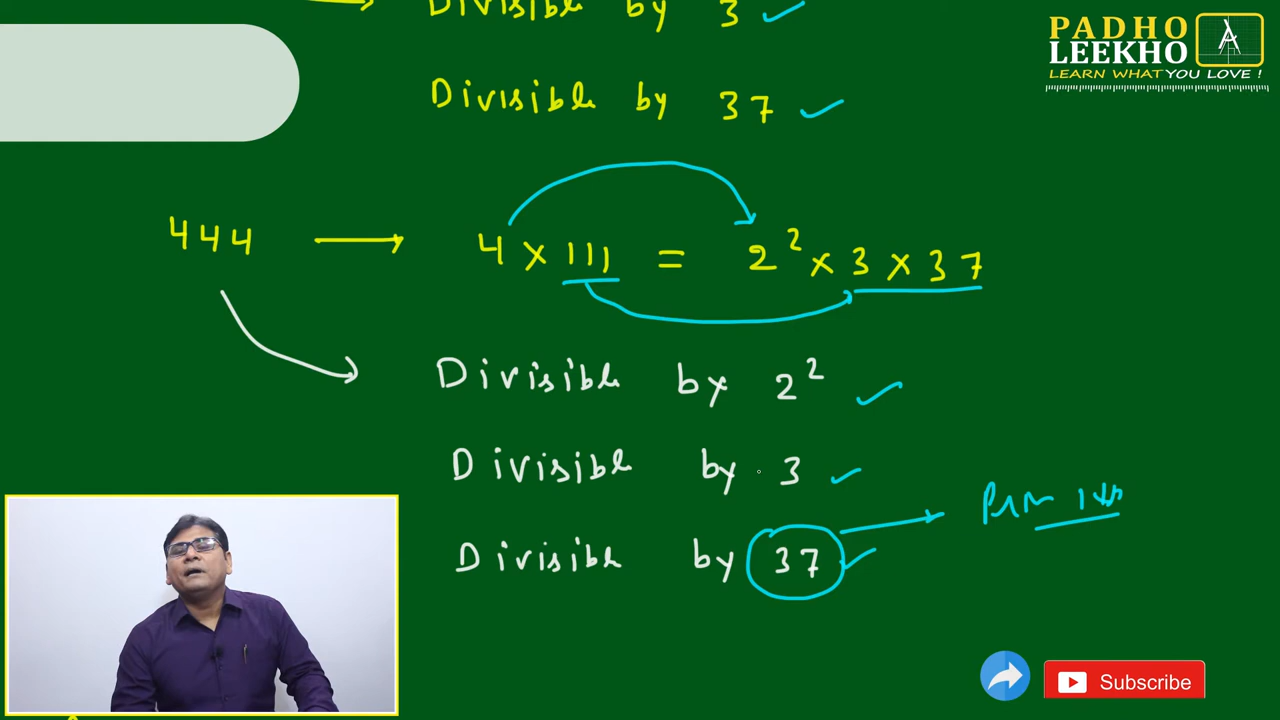 Divisible by 3
PADHO
LEEKHO
LEARN WHAT YOU LOVE !
Divisible by 37
444 → 4 × 111 = 2² × 3 × 37
Divisible by 2²
Divisible by 3
Divisible by 37 →
Subscribe